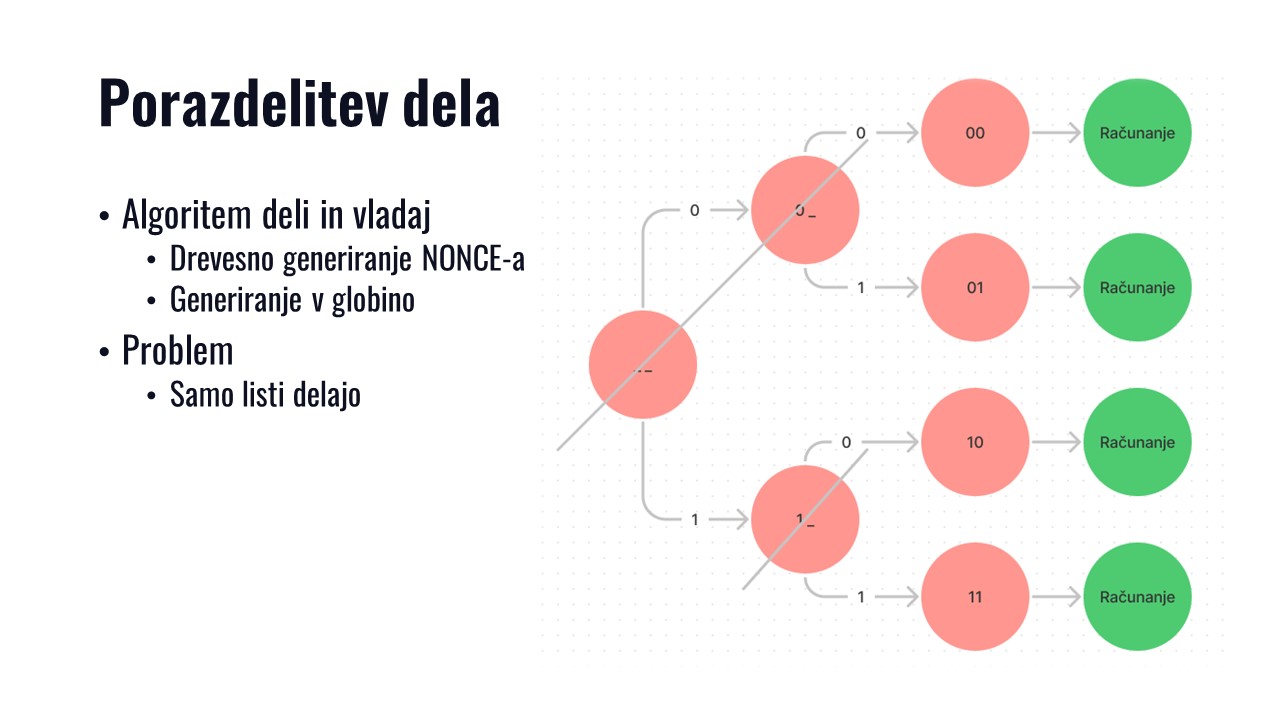 Porazdelitev dela
• Algoritem deli in vladaj
• Drevesno generiranje NONCE-a
• Generiranje v globino
• Problem
• Samo listi delajo
0
00
Računanje
0
0_
1
01
Računanje
_ _
0
10
Računanje
1
1_
1
11
Računanje